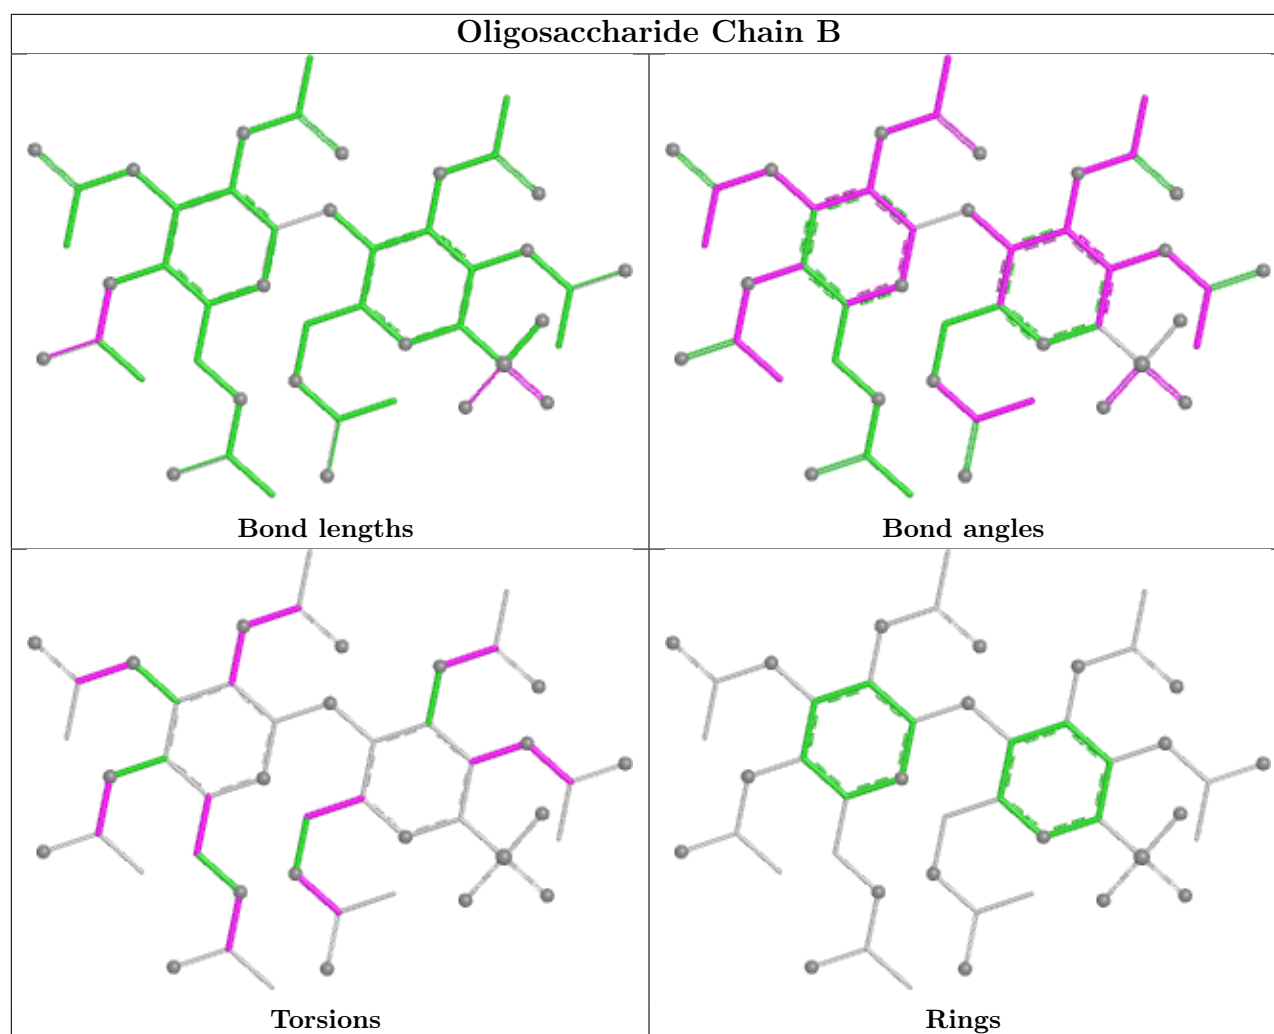 Oligosaccharide Chain B
Bond lengths
Bond angles
Torsions
Rings